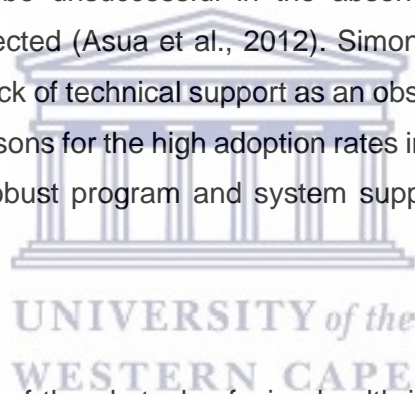 be unsuccessful in the
ected (Asua et al., 2012). Simon
ck of technical support as an obs
sons for the high adoption rates in
obust program and system supp
UNIVERSITY of the
WESTERN CAPE